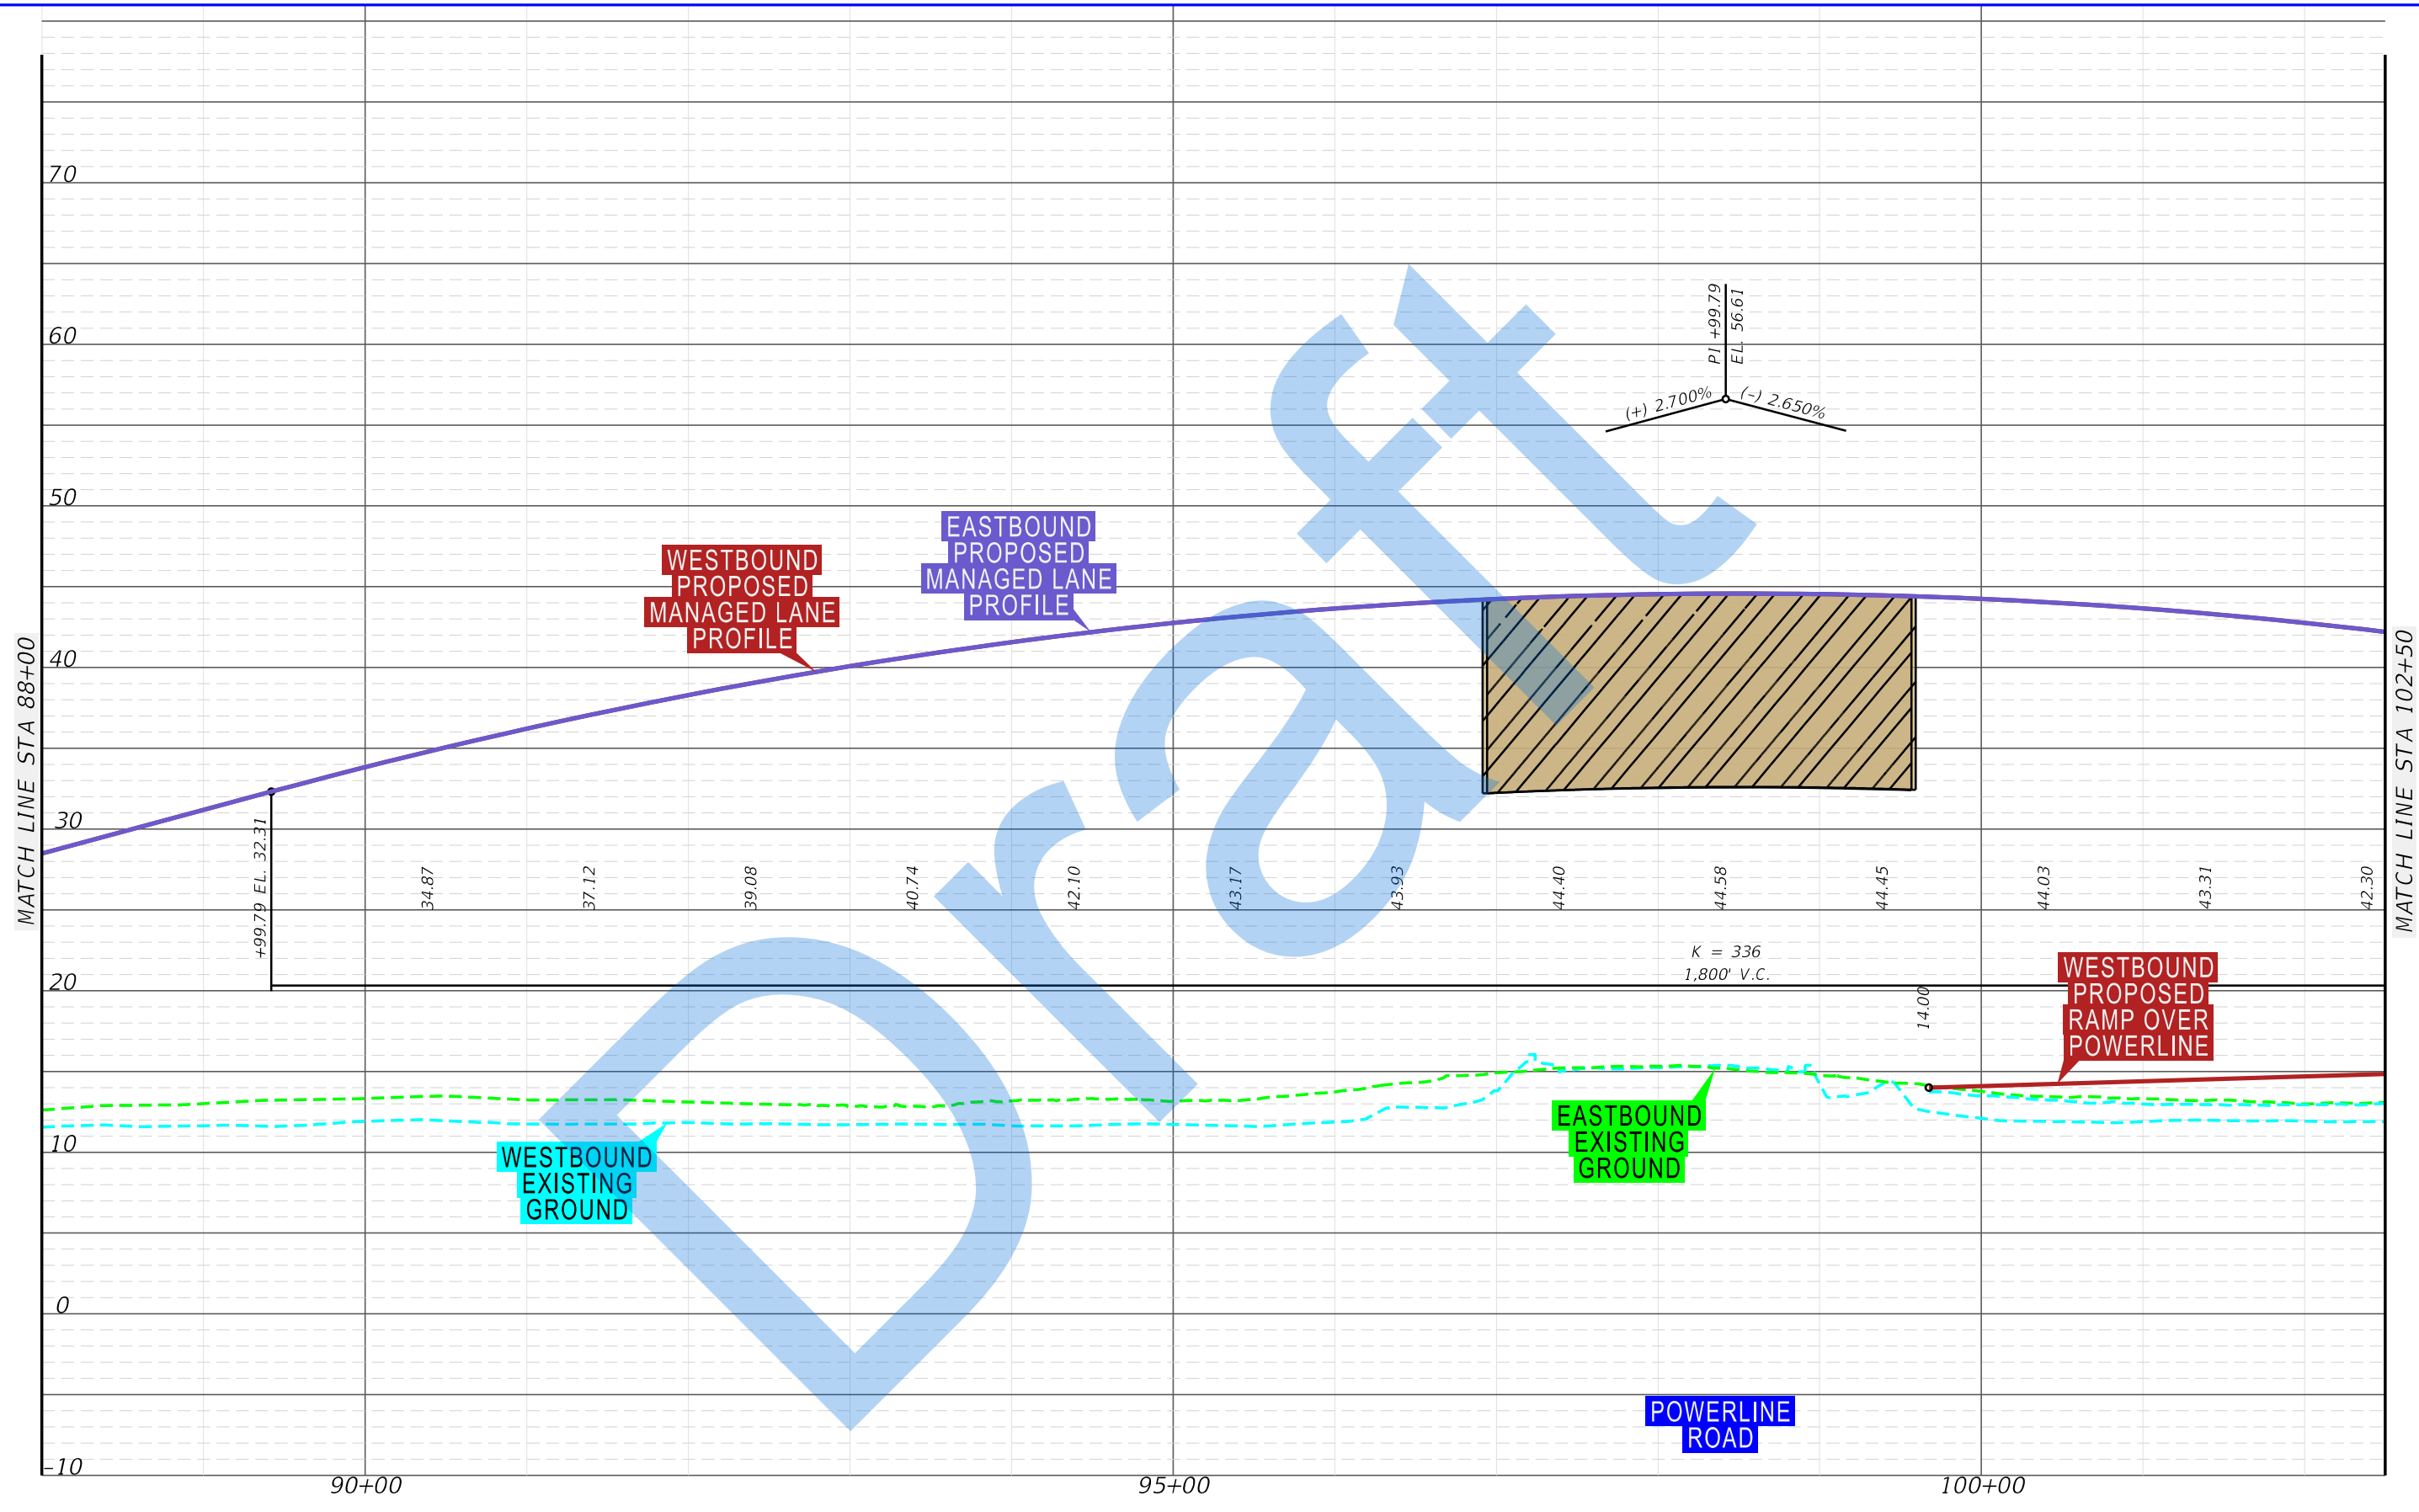 70
60
50
40
30
20
10
0
-10
MATCH LINE STA 88+00
MATCH LINE STA 102+50
PI +99.79
EL. 56.61
(+) 2.700%
(-) 2.650%
EASTBOUND
PROPOSED
MANAGED LANE
PROFILE
WESTBOUND
PROPOSED
MANAGED LANE
PROFILE
Draft
+99.79 EL. 32.31
34.87
37.12
39.08
40.74
42.10
43.17
43.93
44.40
44.58
44.45
44.03
43.31
42.30
K = 336
1,800' V.C.
14.00
WESTBOUND
PROPOSED
RAMP OVER
POWERLINE
EASTBOUND
EXISTING
GROUND
WESTBOUND
EXISTING
GROUND
POWERLINE
ROAD
90+00
95+00
100+00